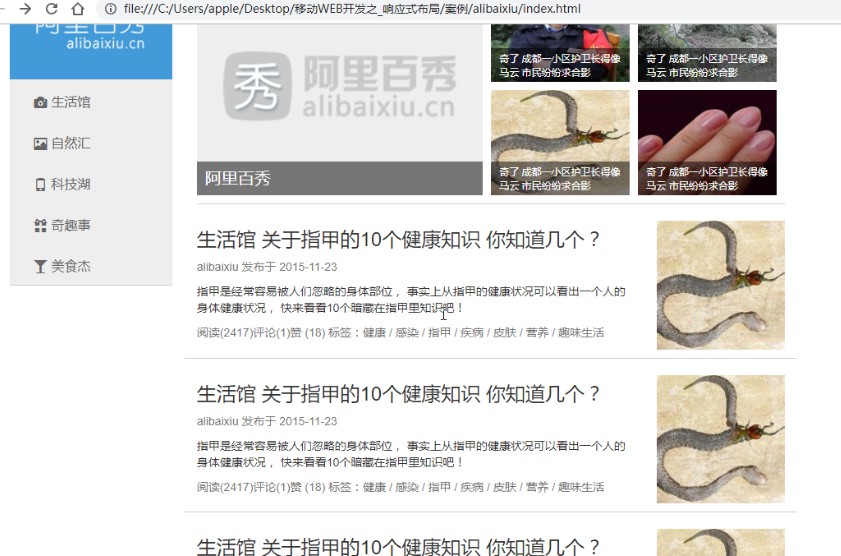 file:///C:/Users/apple/Desktop/移动WEB开发之_响应式布局/案例/alibaixiu/index.html
阿里百秀
alibaixiu.cn
生活馆
自然汇
科技湖
奇趣事
美食杰
秀 阿里百秀
alibaixiu.cn
阿里百秀
奇了 成都一小区护卫长得像
马云 市民纷纷求合影
奇了 成都一小区护卫长得像
马云 市民纷纷求合影
奇了 成都一小区护卫长得像
马云 市民纷纷求合影
奇了 成都一小区护卫长得像
马云 市民纷纷求合影
生活馆 关于指甲的10个健康知识 你知道几个？
alibaixiu 发布于 2015-11-23
指甲是经常容易被人们忽略的身体部位， 事实上从指甲的健康状况可以看出一个人的
身体健康状况， 快来看看10个暗藏在指甲里知识吧！
阅读(2417)评论(1)赞 (18) 标签：健康 / 感染 / 指甲 / 疾病 / 皮肤 / 营养 / 趣味生活
生活馆 关于指甲的10个健康知识 你知道几个？
alibaixiu 发布于 2015-11-23
指甲是经常容易被人们忽略的身体部位， 事实上从指甲的健康状况可以看出一个人的
身体健康状况， 快来看看10个暗藏在指甲里知识吧！
阅读(2417)评论(1)赞 (18) 标签：健康 / 感染 / 指甲 / 疾病 / 皮肤 / 营养 / 趣味生活
生活馆 关于指甲的10个健康知识 你知道几个？